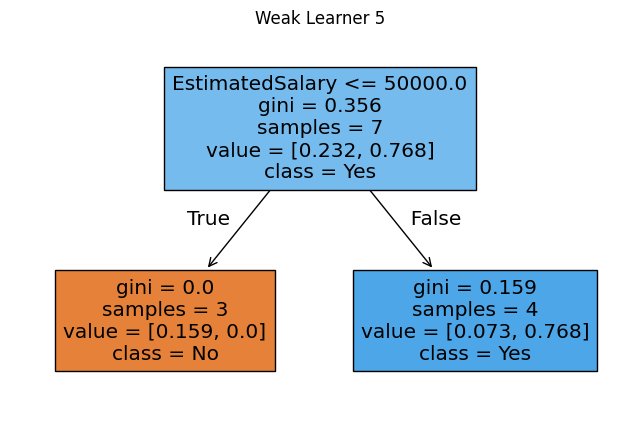 Weak Learner 5
EstimatedSalary <= 50000.0
gini = 0.356
samples = 7
value = [0.232, 0.768]
class = Yes
True
False
gini = 0.0
samples = 3
value = [0.159, 0.0]
class = No
gini = 0.159
samples = 4
value = [0.073, 0.768]
class = Yes